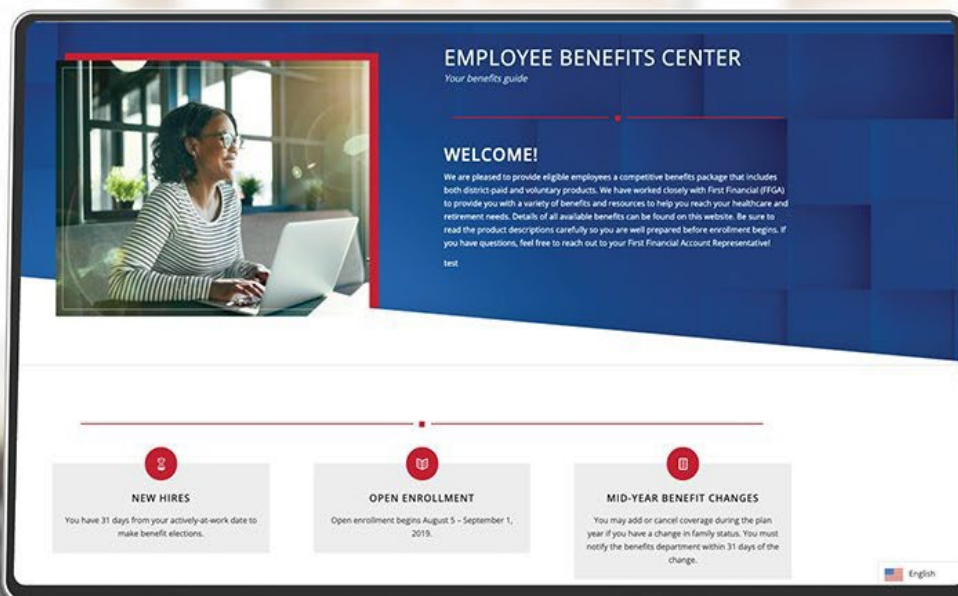 EMPLOYEE BENEFITS CENTER
Your benefits guide
WELCOME!
We are pleased to provide eligible employees a competitive benefits package that includes
both district-paid and voluntary products. We have worked closely with First Financial (FFGA)
to provide you with a variety of benefits and resources to help you reach your healthcare and
retirement needs. Details of all available benefits can be found on this website. Be sure to
read the product descriptions carefully so you are well prepared before enrollment begins. If
you have questions, feel free to reach out to your First Financial Account Representative!
test
NEW HIRES
You have 31 days from your actively-at-work date to
make benefit elections.
OPEN ENROLLMENT
Open enrollment begins August 5 – September 1,
2019.
MID-YEAR BENEFIT CHANGES
You may add or cancel coverage during the plan
year if you have a change in family status. You must
notify the benefits department within 31 days of the
change.
English